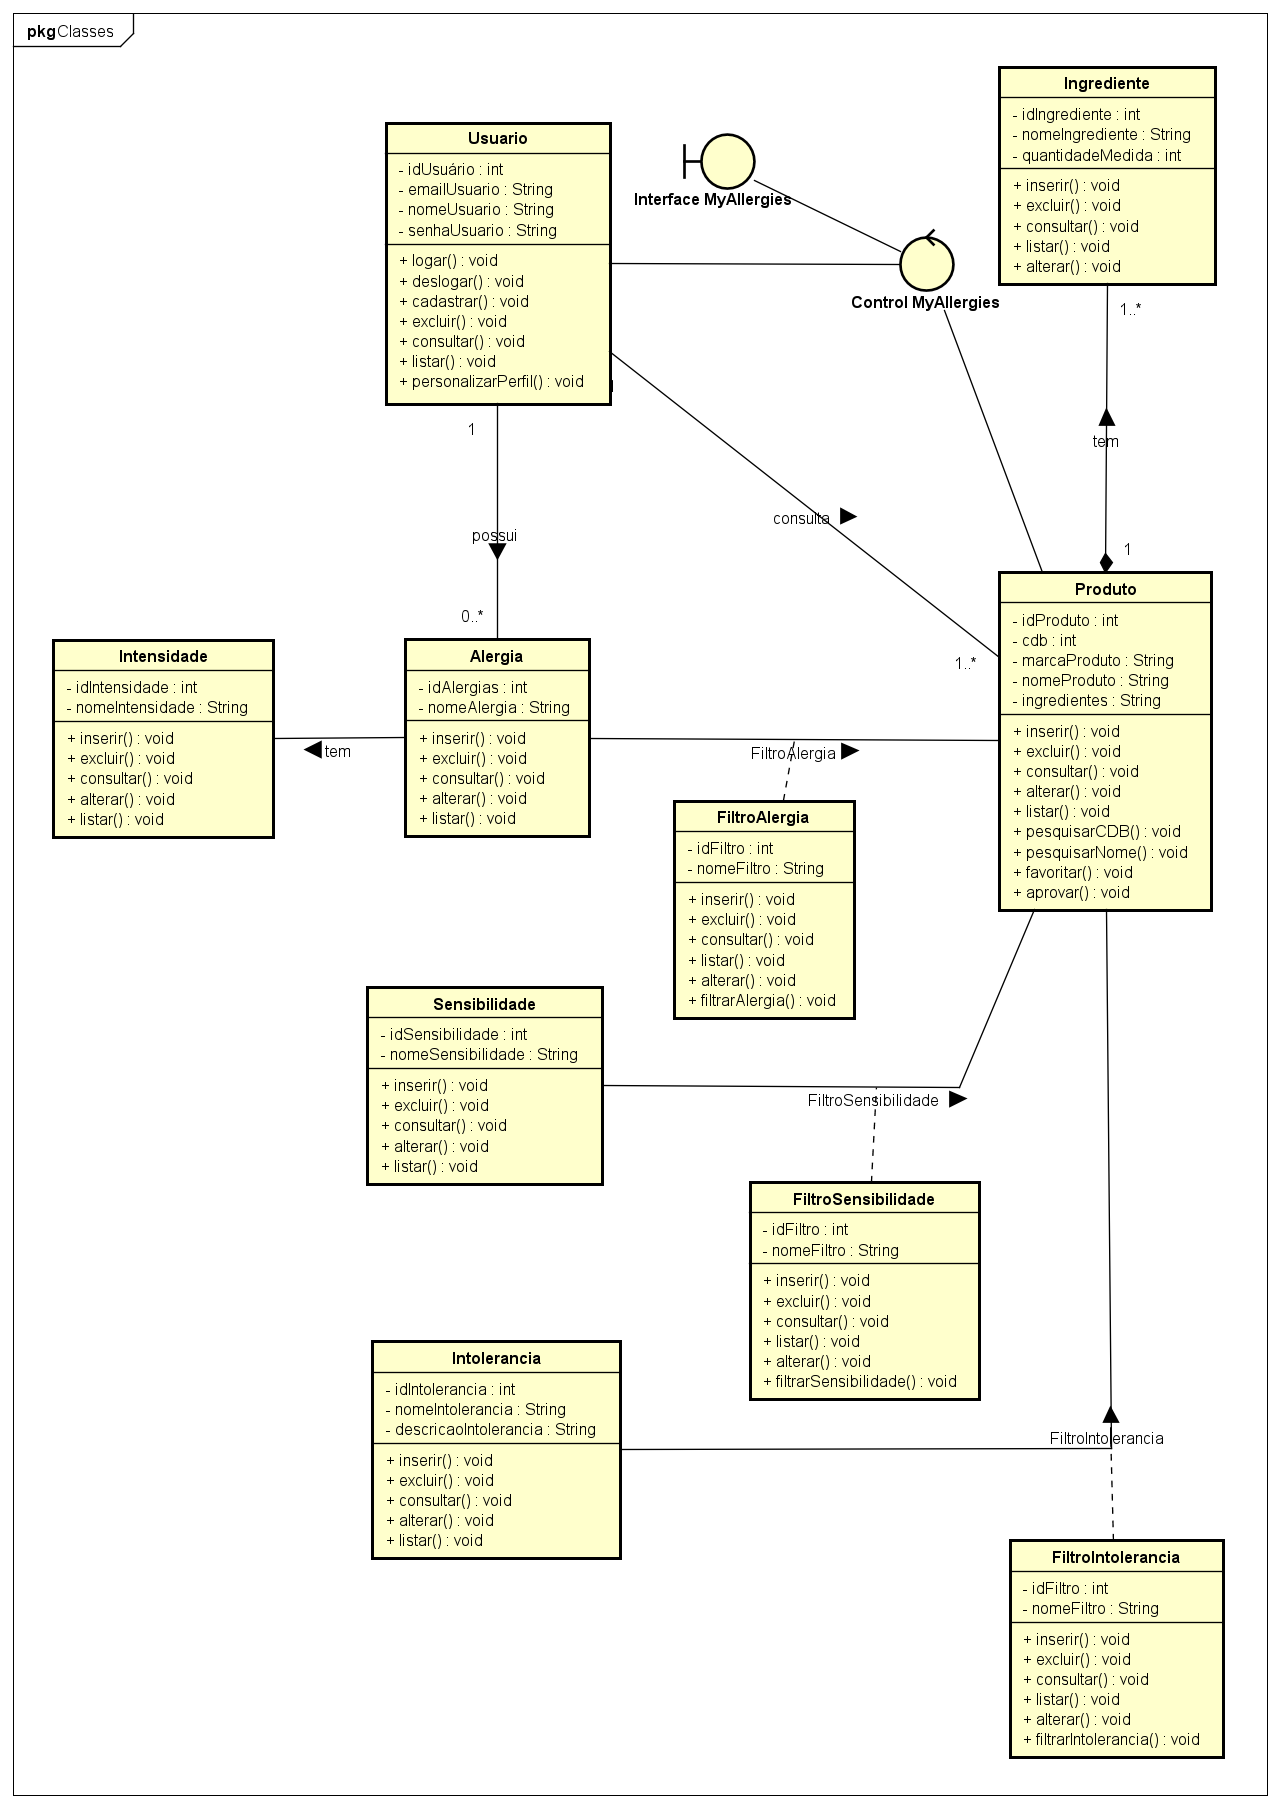 pkgClasses
Ingrediente
- idIngrediente : int
- nomeIngrediente : String
- quantidadeMedida : int
+ inserir() : void
+ excluir() : void
+ consultar() : void
+ listar() : void
+ alterar() : void
Usuario
- idUsuário : int
- emailUsuario : String
- nomeUsuario : String
- senhaUsuario : String
+ logar() : void
+ deslogar() : void
+ cadastrar() : void
+ excluir() : void
+ consultar() : void
+ listar() : void
+ personalizarPerfil() : void
Interface MyAllergies
Control MyAllergies
1..*
tem
1
1
possui
0..*
consulta
1..*
Produto
- idProduto : int
- cdb : int
- marcaProduto : String
- nomeProduto : String
- ingredientes : String
+ inserir() : void
+ excluir() : void
+ consultar() : void
+ alterar() : void
+ listar() : void
+ pesquisarCDB() : void
+ pesquisarNome() : void
+ favoritar() : void
+ aprovar() : void
Intensidade
- idIntensidade : int
- nomeIntensidade : String
+ inserir() : void
+ excluir() : void
+ consultar() : void
+ alterar() : void
+ listar() : void
tem
Alergia
- idAlergias : int
- nomeAlergia : String
+ inserir() : void
+ excluir() : void
+ consultar() : void
+ alterar() : void
+ listar() : void
FiltroAlergia
FiltroAlergia
- idFiltro : int
- nomeFiltro : String
+ inserir() : void
+ excluir() : void
+ consultar() : void
+ listar() : void
+ alterar() : void
+ filtrarAlergia() : void
Sensibilidade
- idSensibilidade : int
- nomeSensibilidade : String
+ inserir() : void
+ excluir() : void
+ consultar() : void
+ alterar() : void
+ listar() : void
FiltroSensibilidade
FiltroSensibilidade
- idFiltro : int
- nomeFiltro : String
+ inserir() : void
+ excluir() : void
+ consultar() : void
+ listar() : void
+ alterar() : void
+ filtrarSensibilidade() : void
Intolerancia
- idIntolerancia : int
- nomeIntolerancia : String
- descricaoIntolerancia : String
+ inserir() : void
+ excluir() : void
+ consultar() : void
+ alterar() : void
+ listar() : void
FiltroIntolerancia
FiltroIntolerancia
- idFiltro : int
- nomeFiltro : String
+ inserir() : void
+ excluir() : void
+ consultar() : void
+ listar() : void
+ alterar() : void
+ filtrarIntolerancia() : void